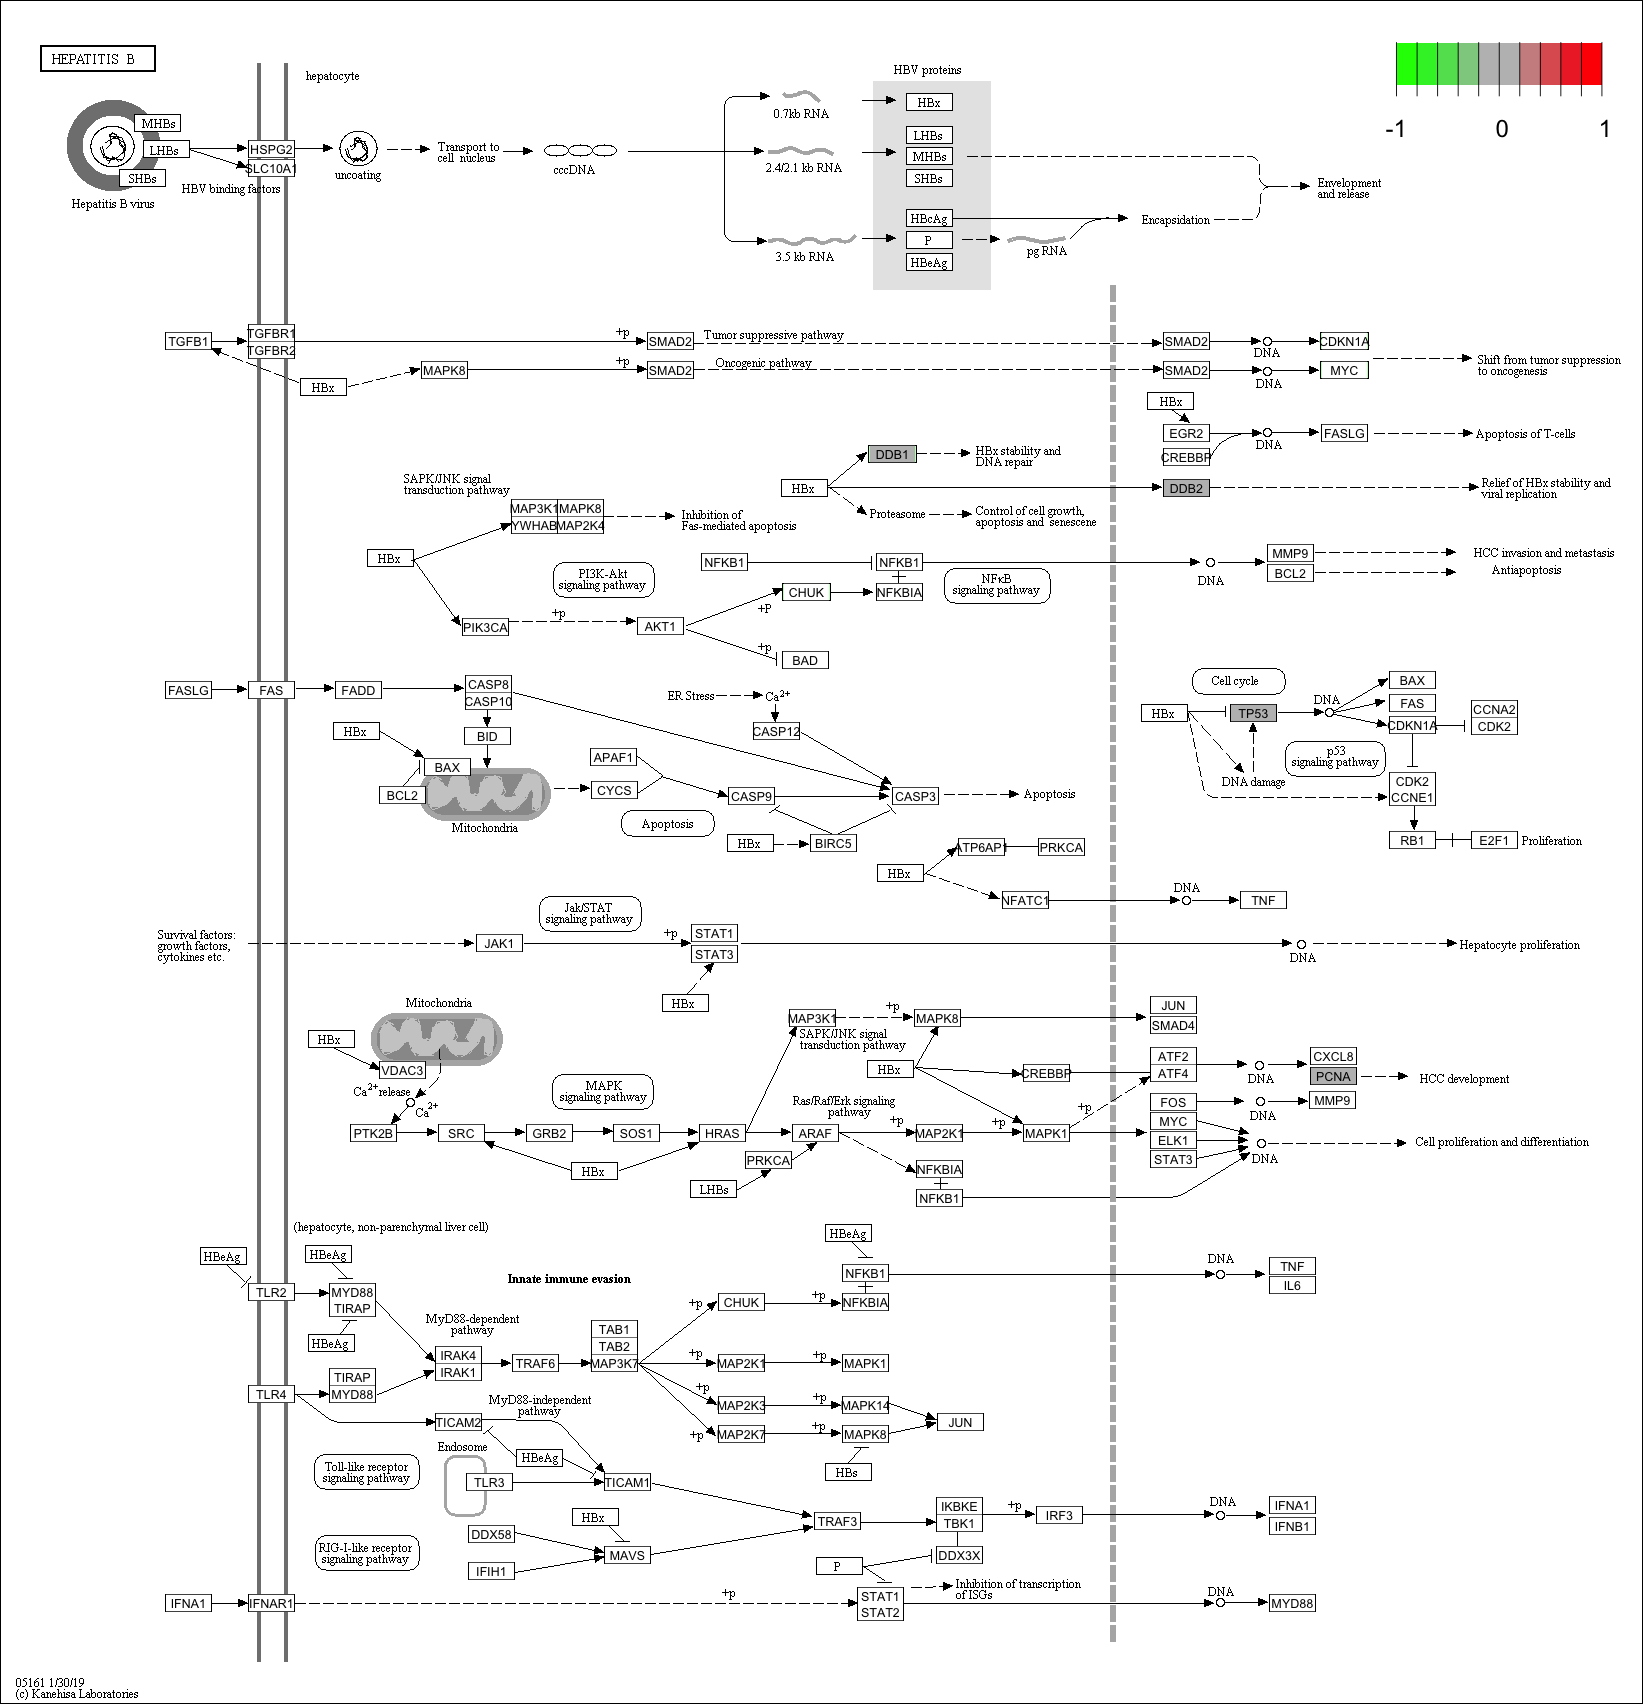 HEPATITIS B
hepatocyte
HBV proteins
-1 0 1
MHBs
LHBs
SHBs
Hepatitis B virus
HSPG2
SLC10A1
HBV binding factors
uncoating
Transport to
cell nucleus
cccDNA
0.7kb RNA
2.4/2.1 kb RNA
3.5 kb RNA
HBx
LHBs
MHBs
SHBs
HBcAg
P
HBeAg
pg RNA
Encapsidation
Envelopment
and release
TGFB1
TGFBR1
TGFBR2
+p
SMAD2
Tumor suppressive pathway
SMAD2
DNA
CDKN1A
HBx
MAPK8
+p
SMAD2
Oncogenic pathway
SMAD2
DNA
MYC
Shift from tumor suppression
to oncogenesis
HBx
EGR2
CREBBP
DNA
FASLG
Apoptosis of T-cells
HBx
DDB1
HBx stability and
DNA repair
DDB2
Relief of HBx stability and
viral replication
Proteasome
Control of cell growth,
apoptosis and senescene
SAPK/JNK signal
transduction pathway
MAP3K1 MAPK8
YWHAB MAP2K4
Inhibition of
Fas-mediated apoptosis
HBx
PI3K-Akt
signaling pathway
PIK3CA
+p
AKT1
+P
+p
CHUK
BAD
NFKB1
NFKB1
NFKBIA
NFκB
signaling pathway
DNA
MMP9
BCL2
HCC invasion and metastasis
Antiapoptosis
FASLG
FAS
FADD
CASP8
CASP10
BID
HBx
BAX
BCL2
Mitochondria
ER Stress
Ca2+
CASP12
APAF1
CYCS
CASP9
CASP3
Apoptosis
Apoptosis
HBx
BIRC5
Cell cycle
HBx
TP53
DNA
BAX
FAS
CDKN1A
CCNA2
CDK2
DNA damage
p53
signaling pathway
CDK2
CCNE1
RB1
E2F1
Proliferation
HBx
ATP6AP1
PRKCA
NFATC1
DNA
TNF
Jak/STAT
signaling pathway
Survival factors:
growth factors,
cytokines etc.
JAK1
+p
STAT1
STAT3
HBx
DNA
Hepatocyte proliferation
Mitochondria
HBx
VDAC3
Ca2+ release
Ca2+
PTK2B
SRC
GRB2
SOS1
HRAS
ARAF
MAPK
signaling pathway
HBx
PRKCA
LHBs
MAP3K1
+p
MAPK8
SAPK/JNK signal
transduction pathway
HBx
CREBBP
Ras/Raf/Erk signaling
pathway
+p
MAP2K1
+p
MAPK1
+p
NFKBIA
NFKB1
JUN
SMAD4
ATF2
ATF4
DNA
CXCL8
PCNA
HCC development
FOS
DNA
MMP9
MYC
ELK1
STAT3
DNA
Cell proliferation and differentiation
(hepatocyte, non-parenchymal liver cell)
HBeAg
HBeAg
TLR2
MYD88
TIRAP
HBeAg
Innate immune evasion
MyD88-dependent
pathway
TLR4
TIRAP
MYD88
IRAK4
IRAK1
TRAF6
TAB1
TAB2
MAP3K7
+p
CHUK
+p
HBeAg
NFKB1
NFKBIA
DNA
TNF
IL6
+p
MAP2K1
+p
MAPK1
+p
MAP2K3
+p
MAPK14
+p
MAP2K7
+p
MAPK8
JUN
HBs
MyD88-independent
pathway
TICAM2
Endosome
HBeAg
TLR3
TICAM1
Toll-like receptor
signaling pathway
RIG-I-like receptor
signaling pathway
DDX58
IFIH1
HBx
MAVS
TRAF3
IKBKE
TBK1
DDX3X
+p
IRF3
DNA
IFNA1
IFNB1
P
Inhibition of transcription
of ISGs
IFNA1
IFNAR1
+p
STAT1
STAT2
DNA
MYD88
05161 1/30/19
(c) Kanehisa Laboratories